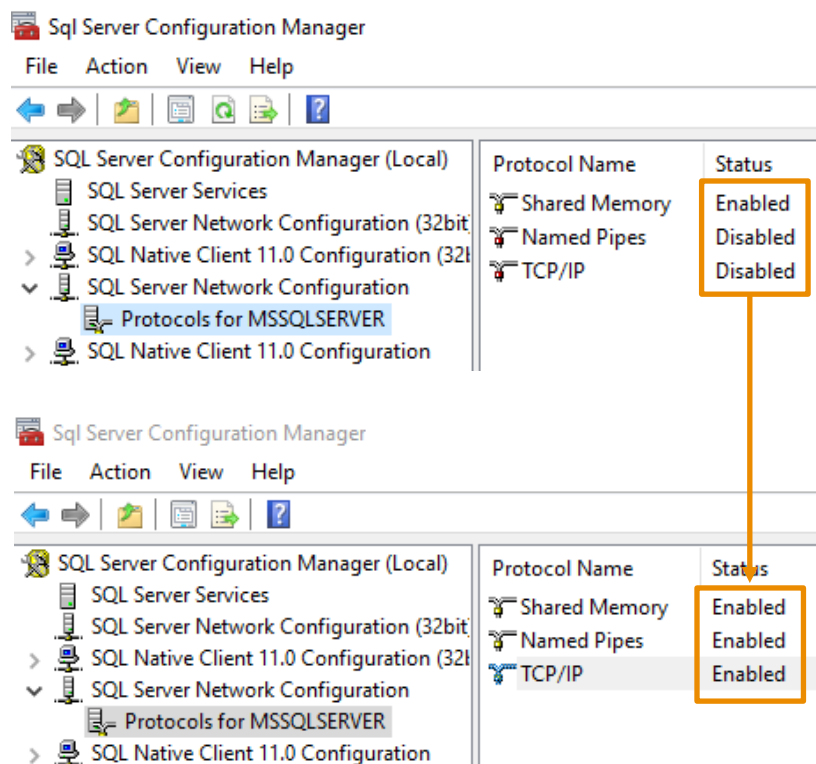 Sql Server Configuration Manager
File Action View Help
SQL Server Configuration Manager (Local)
SQL Server Services
SQL Server Network Configuration (32bit
SQL Native Client 11.0 Configuration (32b
SQL Server Network Configuration
Protocols for MSSQLSERVER
SQL Native Client 11.0 Configuration
Protocol Name Status
Shared Memory Enabled
Named Pipes Disabled
TCP/IP Disabled
Sql Server Configuration Manager
File Action View Help
SQL Server Configuration Manager (Local)
SQL Server Services
SQL Server Network Configuration (32bit
SQL Native Client 11.0 Configuration (32b
SQL Server Network Configuration
Protocols for MSSQLSERVER
SQL Native Client 11.0 Configuration
Protocol Name Status
Shared Memory Enabled
Named Pipes Enabled
TCP/IP Enabled